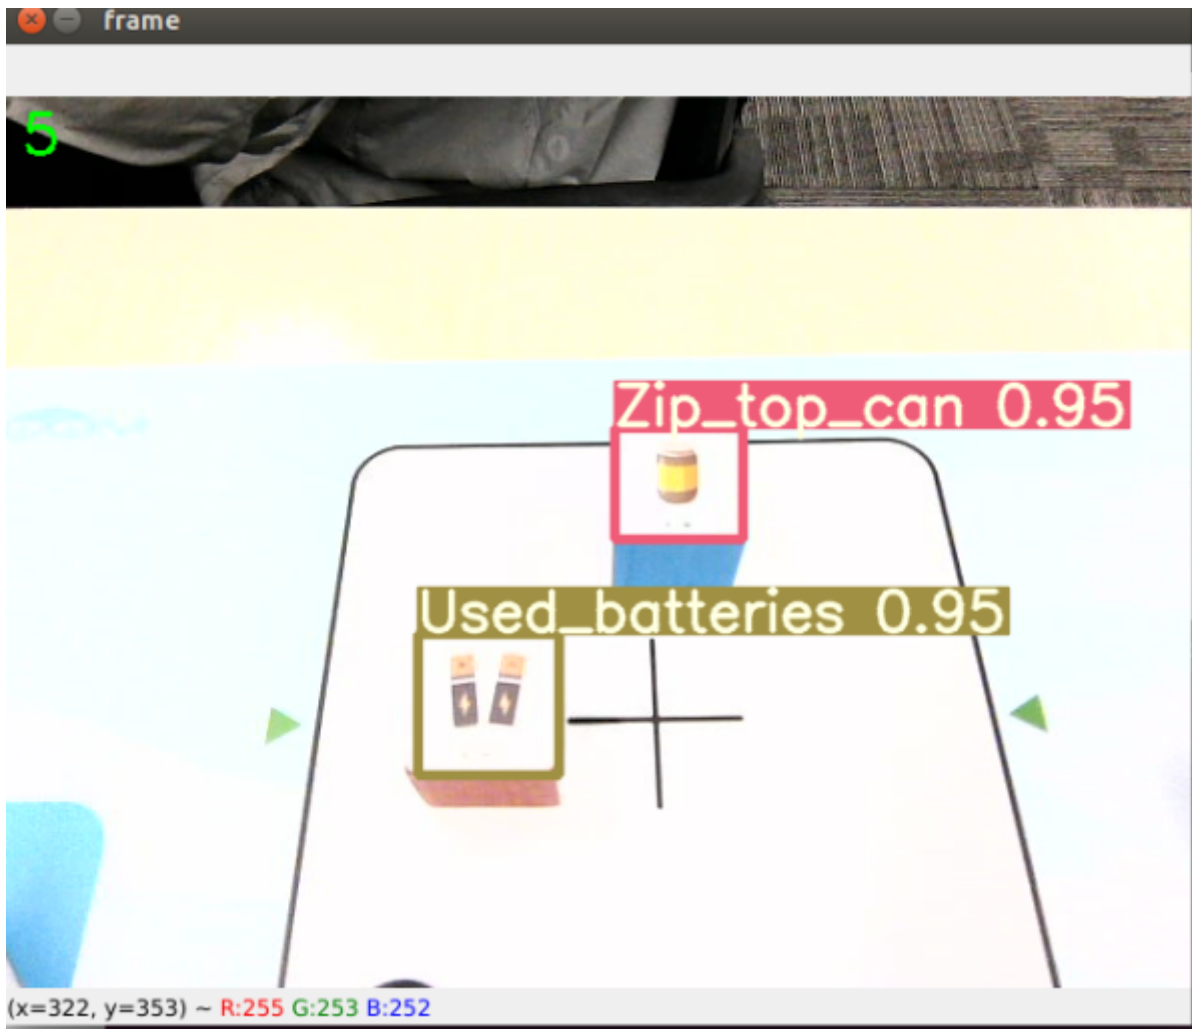 frame
5
Zip_top_can 0.95
Used_batteries 0.95
(x=322, y=353) ~ R:255 G:253 B:252